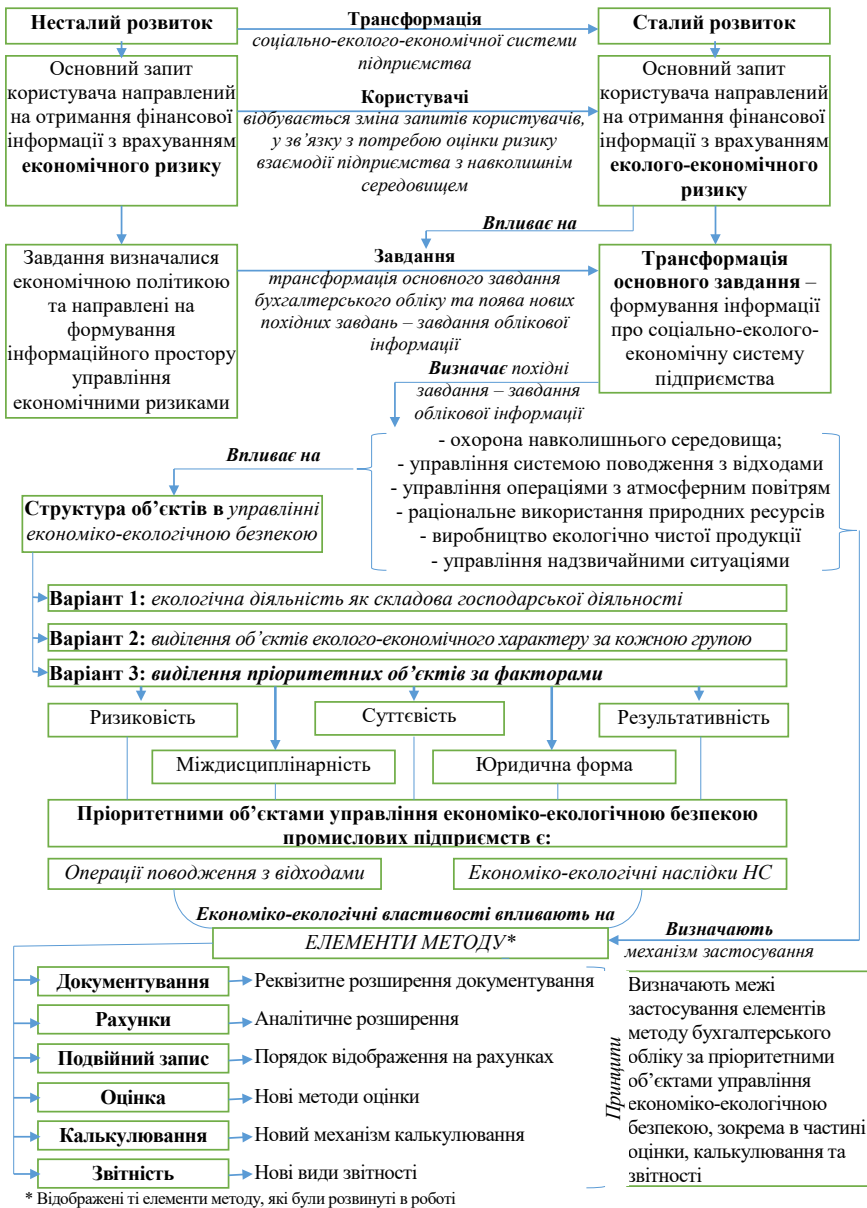 Несталий розвиток
Трансформація
соціально-еколого-економічної системи
підприємства
Сталий розвиток
Основний запит
користувача направлений
на отримання фінансової
інформації з врахуванням
економічного ризику
Користувачі
відбувається зміна запитів користувачів,
у зв’язку з потребою оцінки ризику
взаємодії підприємства з навколишнім
середовищем
Основний запит
користувача направлений
на отримання фінансової
інформації з врахуванням
еколого-економічного
ризику
Впливає на
Завдання визначалися
економічною політикою
та направлені на
формування
інформаційного простору
управління
економічними ризиками
Завдання
трансформація основного завдання
бухгалтерського обліку та поява нових
похідних завдань – завдання облікової
інформації
Трансформація
основного завдання –
формування інформації
про соціально-еколого-
економічну систему
підприємства
Визначає похідні
завдання – завдання
облікової інформації
Впливає на
- охорона навколишнього середовища;
- управління системою поводження з відходами
- управління операціями з атмосферним повітрям
- раціональне використання природних ресурсів
- виробництво екологічно чистої продукції
- управління надзвичайними ситуаціями
Структура об’єктів в управлінні
економіко-екологічною безпекою
Варіант 1: екологічна діяльність як складова господарської діяльності
Варіант 2: виділення об’єктів еколого-економічного характеру за кожною групою
Варіант 3: виділення пріоритетних об’єктів за факторами
Ризиковість
Суттєвість
Результативність
Міждисциплінарність
Юридична форма
Пріоритетними об’єктами управління економіко-екологічною безпекою
промислових підприємств є:
Операції поводження з відходами
Економіко-екологічні наслідки НС
Економіко-екологічні властивості впливають на
ЕЛЕМЕНТИ МЕТОДУ*
Визначають
механізм застосування
Документування
Реквізитне розширення документування
Рахунки
Аналітичне розширення
Подвійний запис
Порядок відображення на рахунках
Оцінка
Нові методи оцінки
Калькулювання
Новий механізм калькулювання
Звітність
Нові види звітності
Принципи
Визначають межі
застосування елементів
методу бухгалтерського
обліку за пріоритетними
об’єктами управління
економіко-екологічною
безпекою, зокрема в частині
оцінки, калькулювання та
звітності
* Відображені ті елементи методу, які були розвинуті в роботі